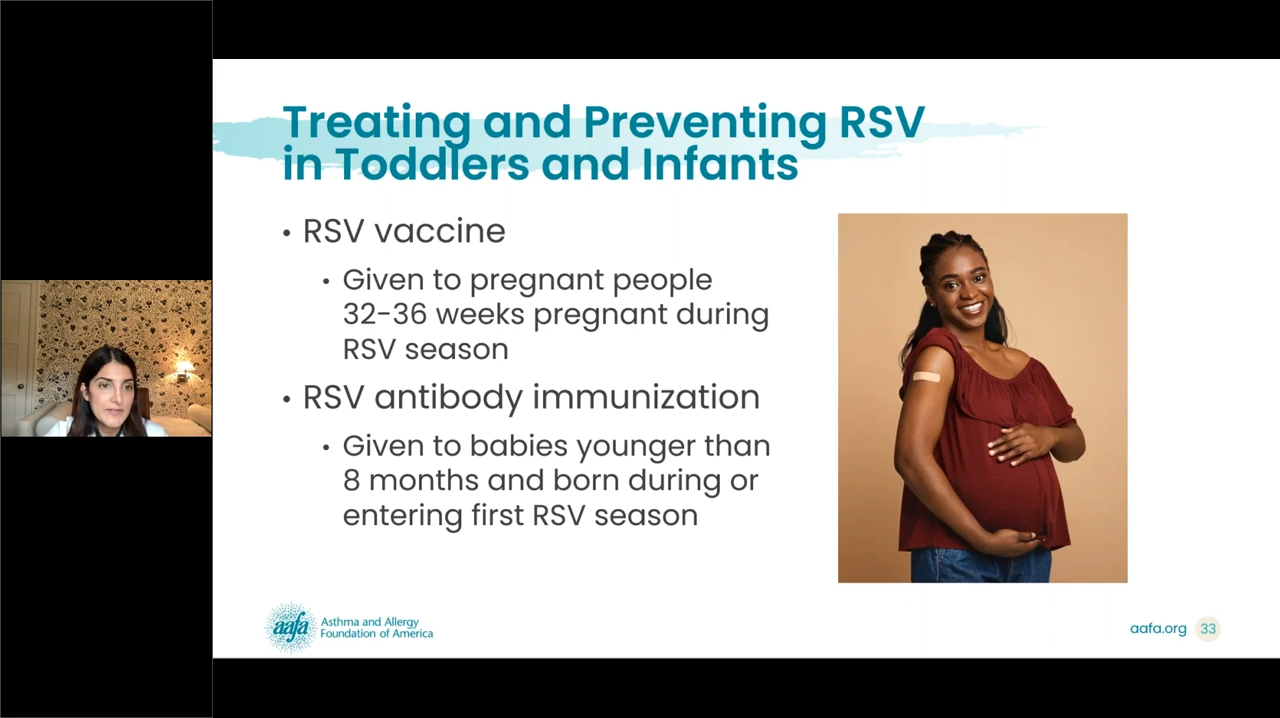 Treating and Preventing RSV
in Toddlers and Infants
• RSV vaccine
• Given to pregnant people
32-36 weeks pregnant during
RSV season
• RSV antibody immunization
• Given to babies younger than
8 months and born during or
entering first RSV season
aafa
Asthma and Allergy
Foundation of America
aafa.org 33